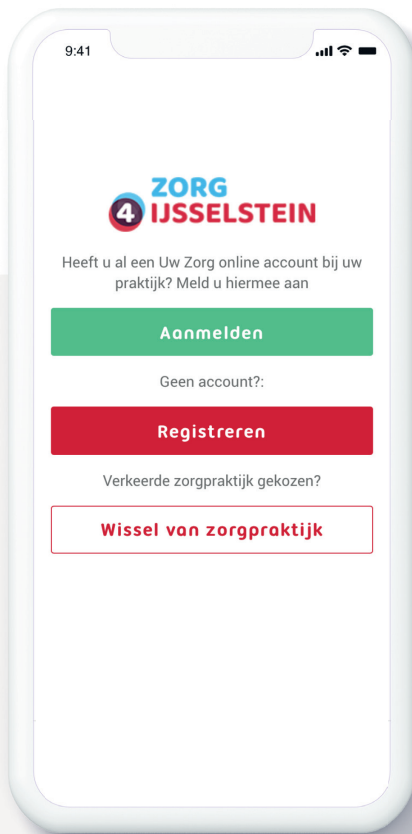 9:41
ZORG
4 IJSSELSTEIN
Heeft u al een Uw Zorg online account bij uw
praktijk? Meld u hiermee aan
Aanmelden
Geen account?:
Registreren
Verkeerde zorgpraktijk gekozen?
Wissel van zorgpraktijk